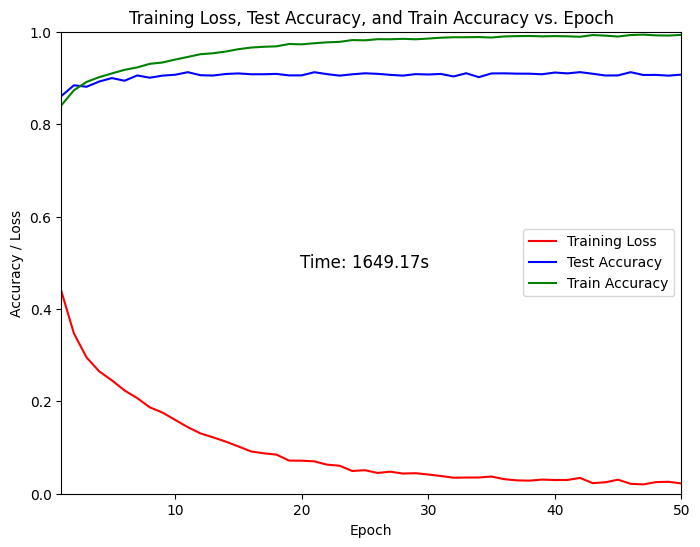 Training Loss, Test Accuracy, and Train Accuracy vs. Epoch
1.0
0.8
0.6
0.4
0.2
0.0
Accuracy / Loss
Time: 1649.17s
Training Loss
Test Accuracy
Train Accuracy
10
20
30
40
50
Epoch